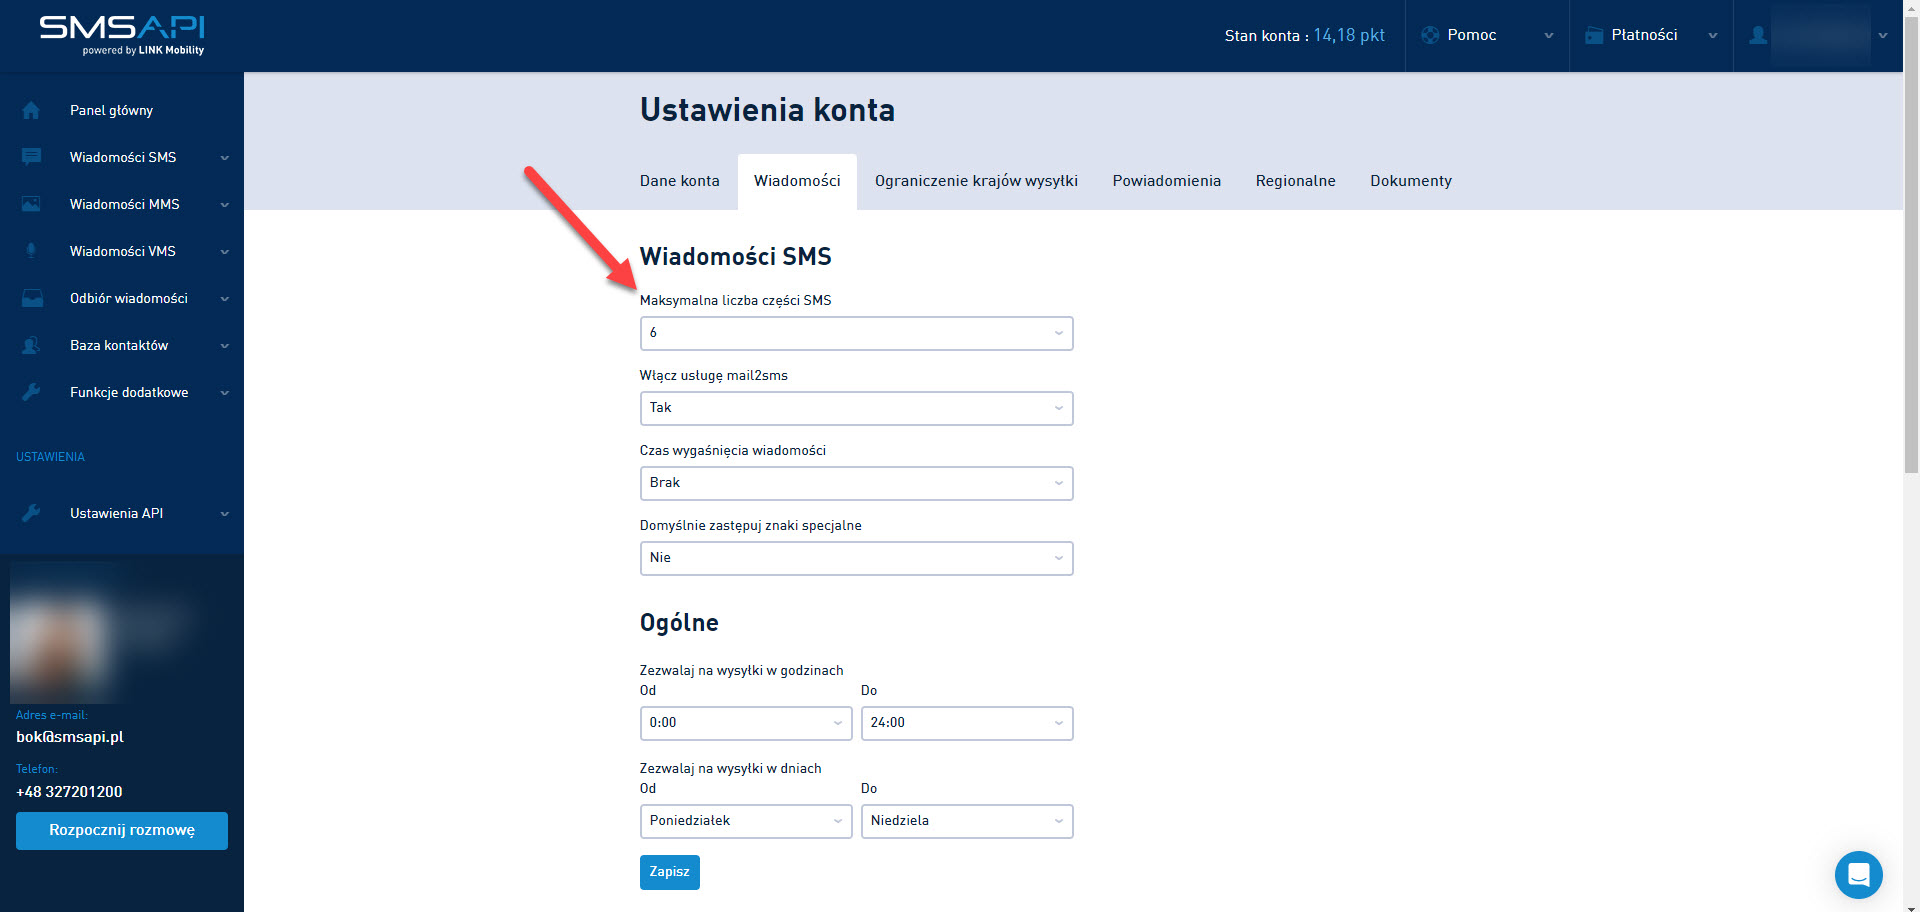 SMSAPI
powered by LINK Mobility
Stan konta : 14,18 pkt
Pomoc
Płatności
Panel główny
Wiadomości SMS
Wiadomości MMS
Wiadomości VMS
Odbiór wiadomości
Baza kontaktów
Funkcje dodatkowe
USTAWIENIA
Ustawienia API
Adres e-mail:
bok@smsapi.pl
Telefon:
+48 327201200
Rozpocznij rozmowę
Ustawienia konta
Dane konta
Wiadomości
Ograniczenie krajów wysyłki
Powiadomienia
Regionalne
Dokumenty
Wiadomości SMS
Maksymalna liczba części SMS
6
Włącz usługę mail2sms
Tak
Czas wygaśnięcia wiadomości
Brak
Domyślnie zastępuj znaki specjalne
Nie
Ogólne
Zezwalaj na wysyłki w godzinach
Od
Do
0:00
24:00
Zezwalaj na wysyłki w dniach
Od
Do
Poniedziałek
Niedziela
Zapisz